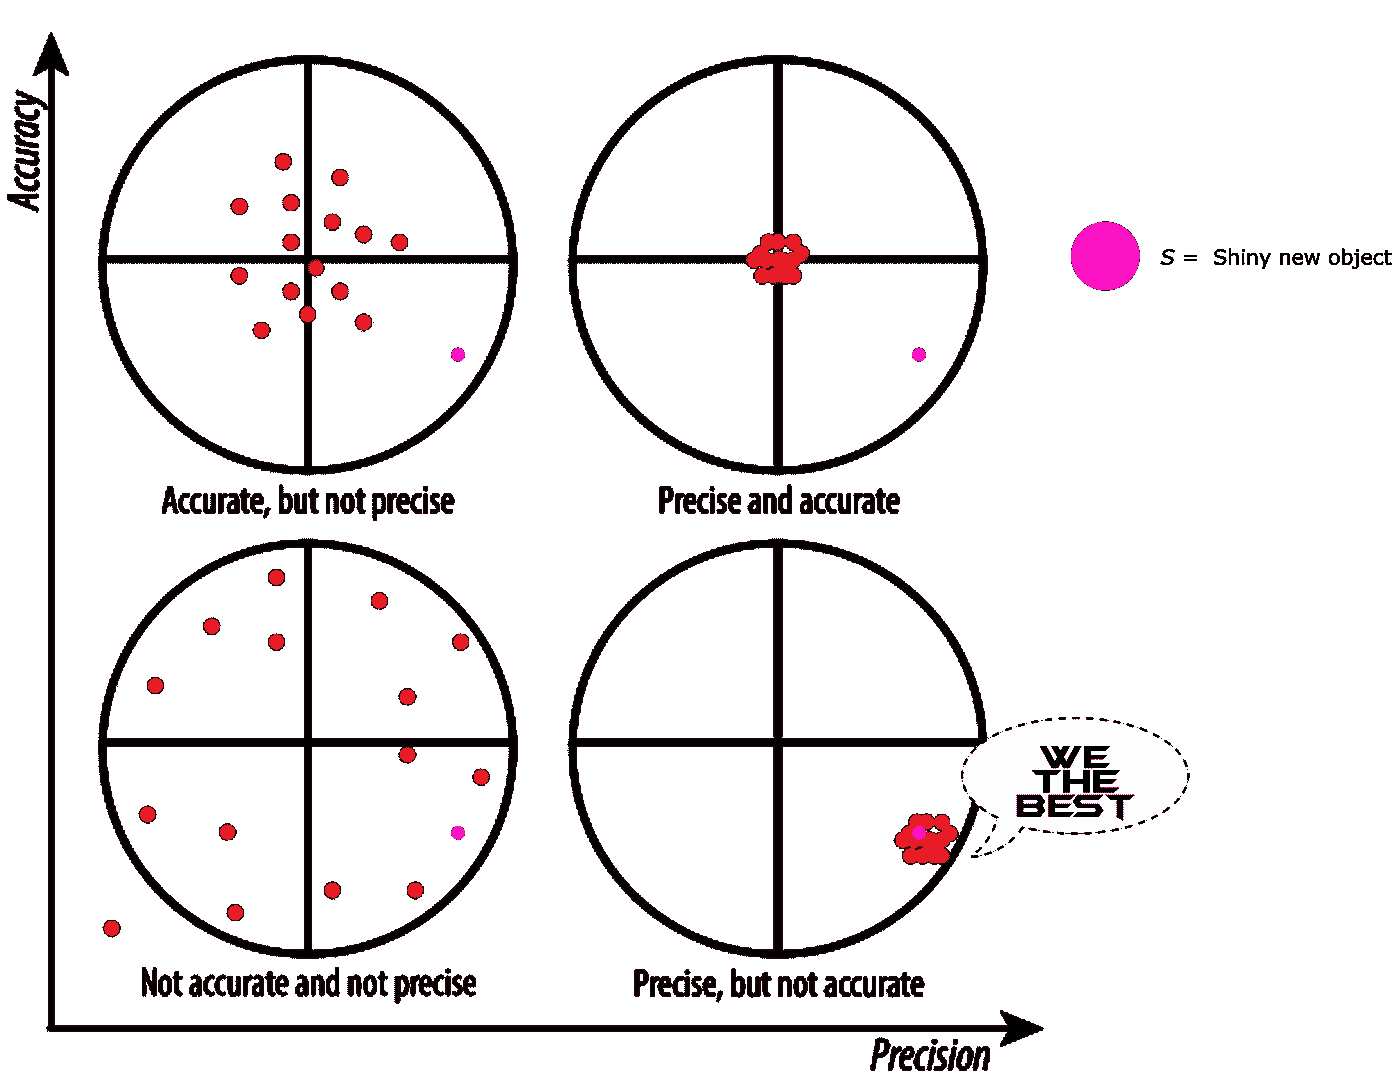 Accuracy
S = Shiny new object
Accurate, but not precise
Precise and accurate
WE
THE
BEST
Not accurate and not precise
Precise, but not accurate
Precision